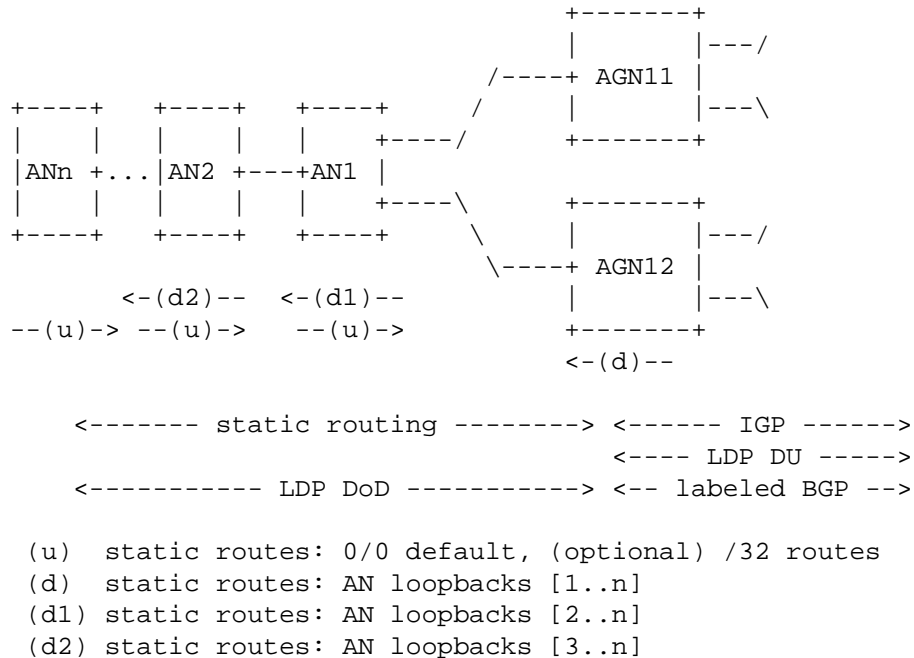 AGN11
ANn ... AN2 AN1
AGN12
<-(d2)-- <-(d1)--
--(u)-> --(u)-> --(u)->
<-(d)--
<------- static routing --------> <------ IGP ------>
<---- LDP DU ----->
<----------- LDP DoD -----------> <-- labeled BGP -->
(u) static routes: 0/0 default, (optional) /32 routes
(d) static routes: AN loopbacks [1..n]
(d1) static routes: AN loopbacks [2..n]
(d2) static routes: AN loopbacks [3..n]